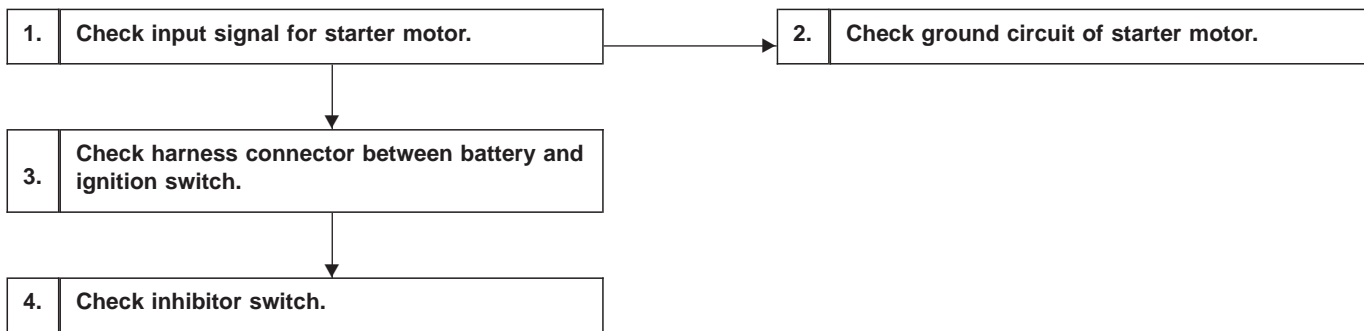 1. Check input signal for starter motor.
2. Check ground circuit of starter motor.
3. Check harness connector between battery and
ignition switch.
4. Check inhibitor switch.